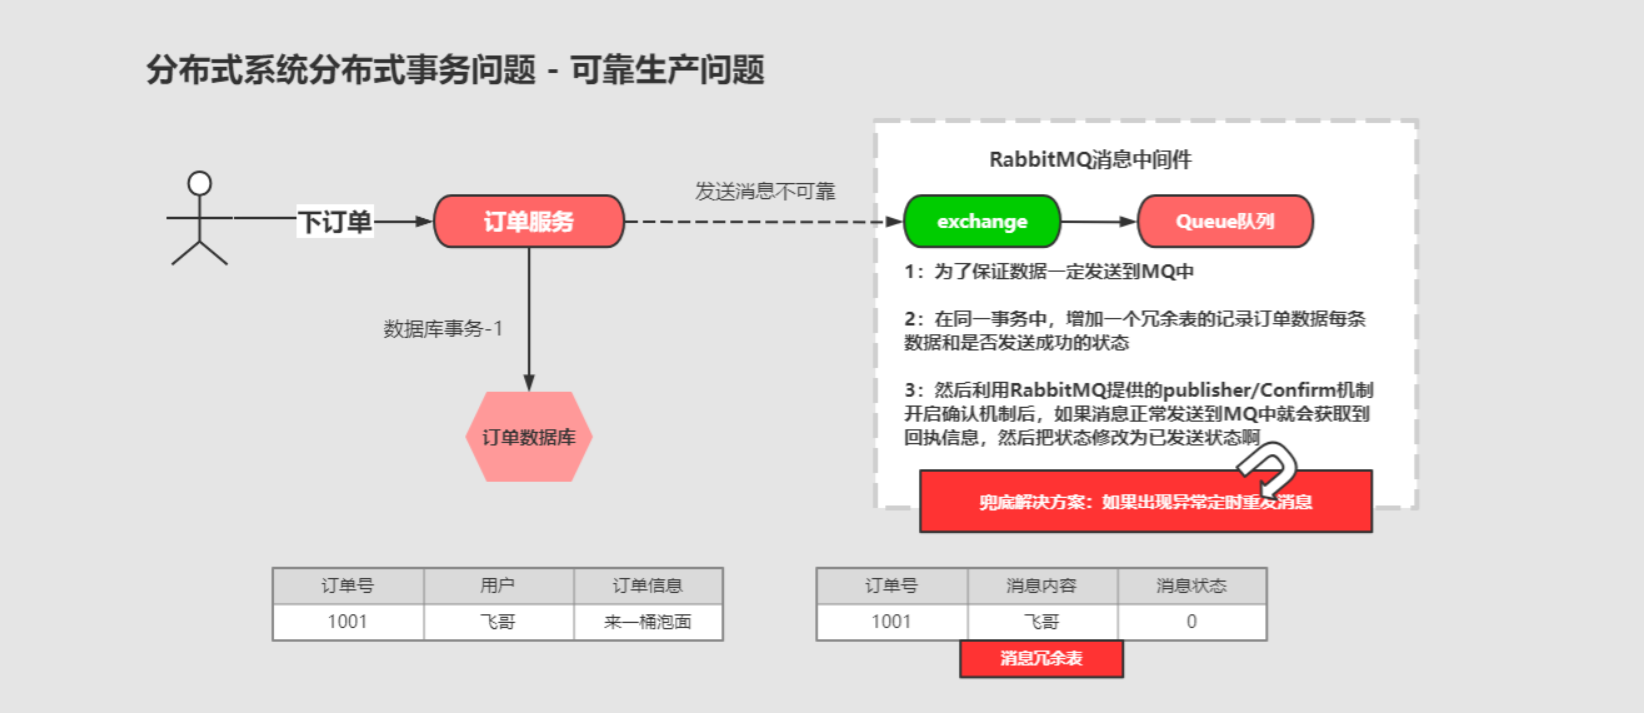 分布式系统分布式事务问题 - 可靠生产问题
RabbitMQ消息中间件
发送消息不可靠
下订单
订单服务
exchange
Queue队列
1：为了保证数据一定发送到MQ中
2：在同一事务中，增加一个冗余表的记录订单数据每条
数据和是否发送成功的状态
数据库事务-1
3：然后利用RabbitMQ提供的publisher/Confirm机制
开启确认机制后，如果消息正常发送到MQ中就会获取到
回执信息，然后把状态修改为已发送状态啊
订单数据库
兜底解决方案：如果出现异常定时重发消息
订单号 用户 订单信息
1001 飞哥 来一桶泡面
订单号 消息内容 消息状态
1001 飞哥 0
消息冗余表